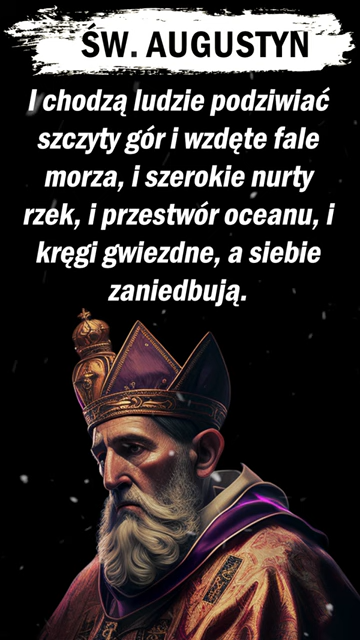 ŚW. AUGUSTYN
I chodzą ludzie podziwiać
szczyty gór i wzdęte fale
morza, i szerokie nurty
rzek, i przestwór oceanu, i
kręgi gwiezdne, a siebie
zaniedbują.